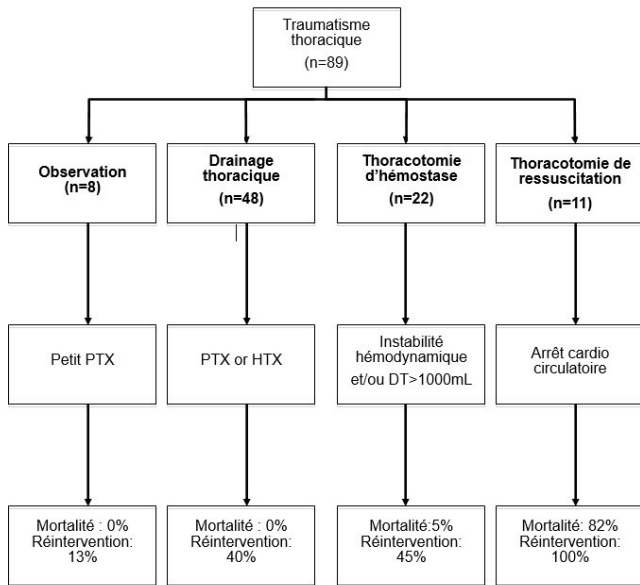 Traumatisme
thoracique
(n=89)
Observation
(n=8)
Drainage
thoracique
(n=48)
Thoracotomie
d'hémostase
(n=22)
Thoracotomie de
ressuscitation
(n=11)
Petit PTX
PTX or HTX
Instabilité
hémodynamique
et/ou DT>1000mL
Arrêt cardio
circulatoire
Mortalité : 0%
Réintervention:
13%
Mortalité : 0%
Réintervention:
40%
Mortalité:5%
Réintervention:
45%
Mortalité: 82%
Réintervention:
100%